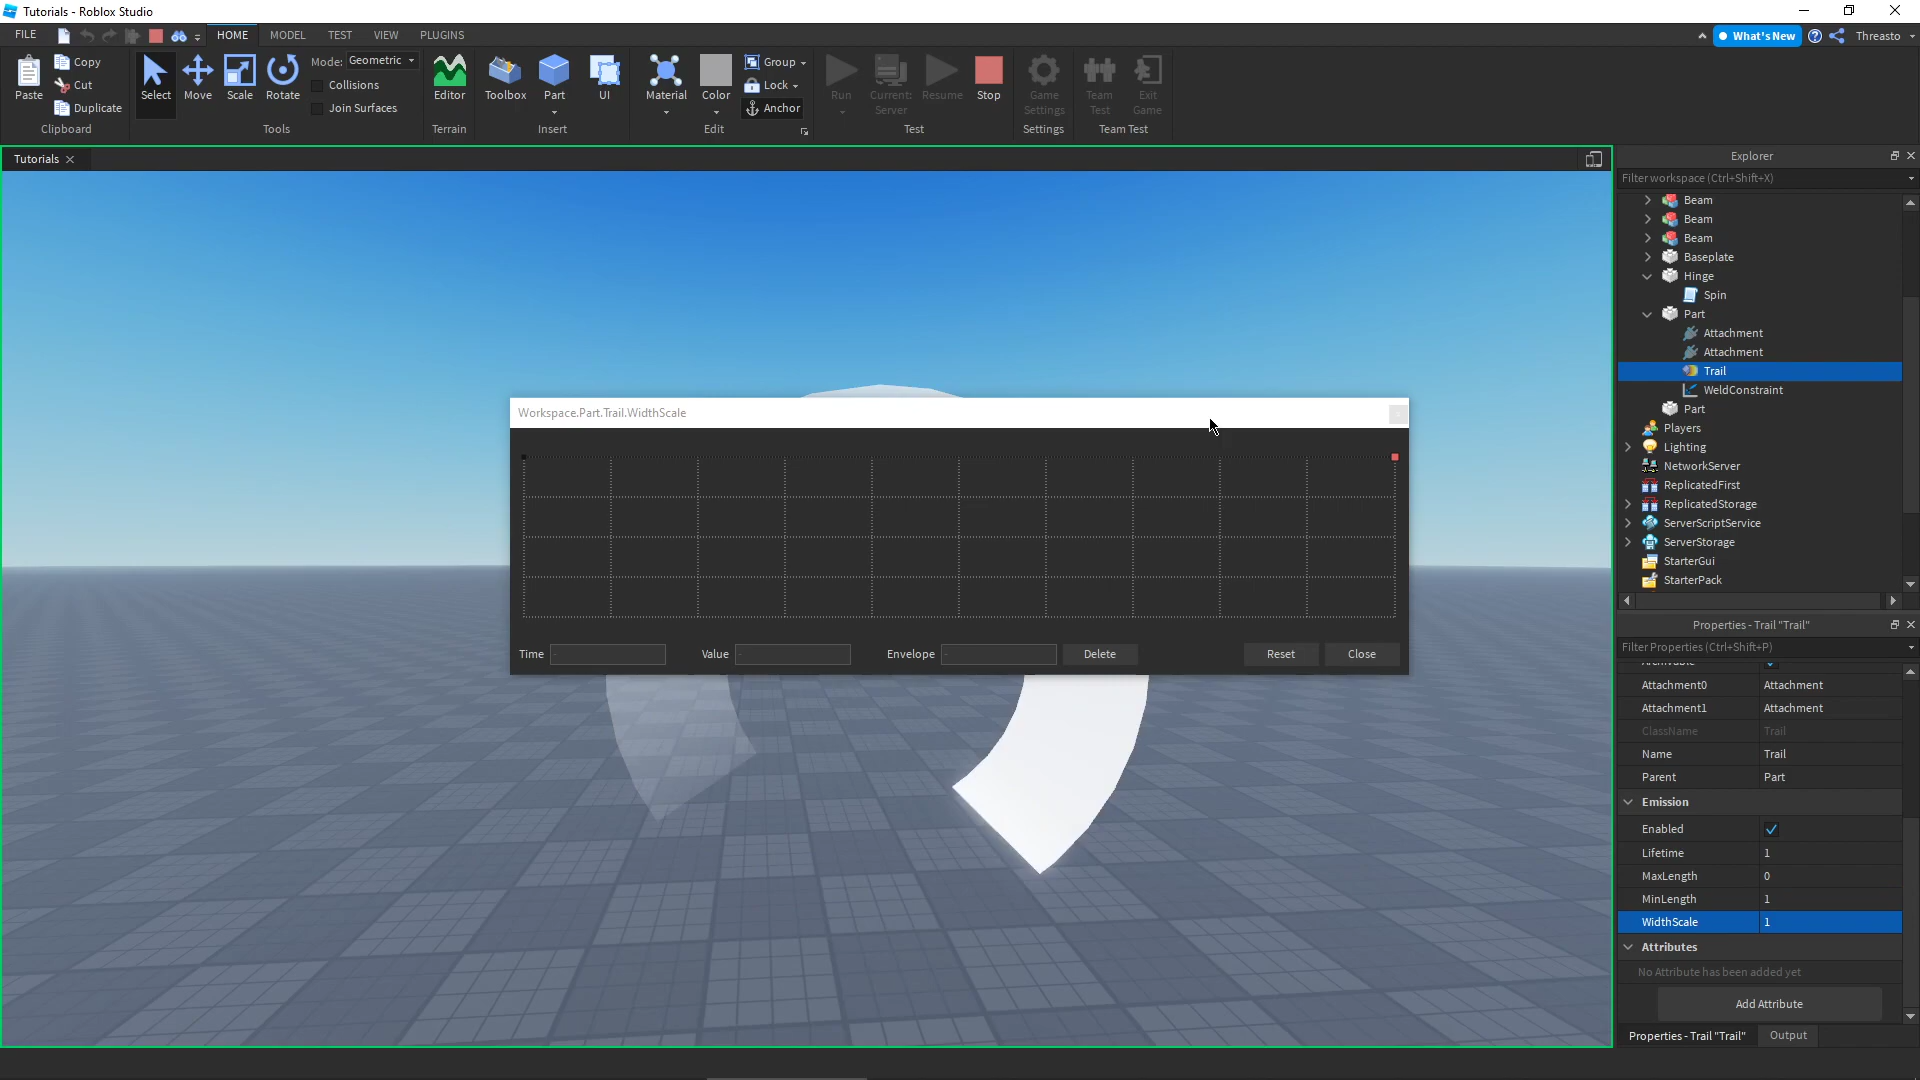 Tutorials - Roblox Studio
FILE HOME MODEL TEST VIEW PLUGINS What's New Threasto
Paste Copy Cut Duplicate Clipboard
Select Move Scale Rotate Mode: Geometric Collisions Join Surfaces Tools
Editor Terrain
Toolbox Part UI Insert
Material Color Group Lock Anchor Edit
Run Current: Server Resume Stop Test
Game Settings Settings
Team Test Exit Game Team Test
Tutorials
Explorer
Filter workspace (Ctrl+Shift+X)
Beam
Beam
Beam
Baseplate
Hinge
Spin
Part
Attachment
Attachment
Trail
WeldConstraint
Part
Players
Lighting
NetworkServer
ReplicatedFirst
ReplicatedStorage
ServerScriptService
ServerStorage
StarterGui
StarterPack
Workspace.Part.Trail.WidthScale
Time Value Envelope Delete Reset Close
Properties - Trail "Trail"
Filter Properties (Ctrl+Shift+P)
Archivable
Attachment0 Attachment
Attachment1 Attachment
ClassName Trail
Name Trail
Parent Part
Emission
Enabled
Lifetime 1
MaxLength 0
MinLength 1
WidthScale 1
Attributes
No Attribute has been added yet
Add Attribute
Properties - Trail "Trail" Output